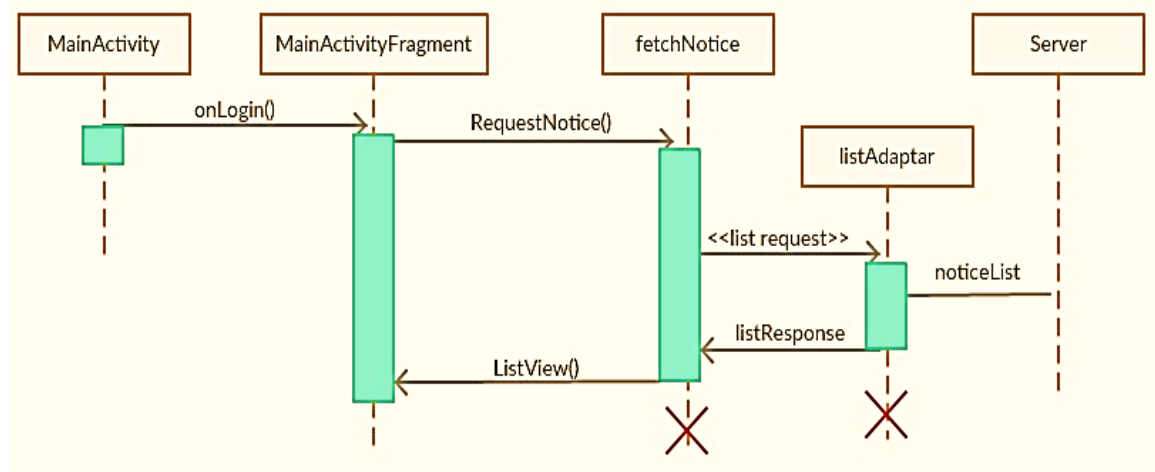 MainActivity
MainActivityFragment
fetchNotice
Server
onLogin()
RequestNotice()
listAdaptar
<<list request>>
noticeList
listResponse
ListView()